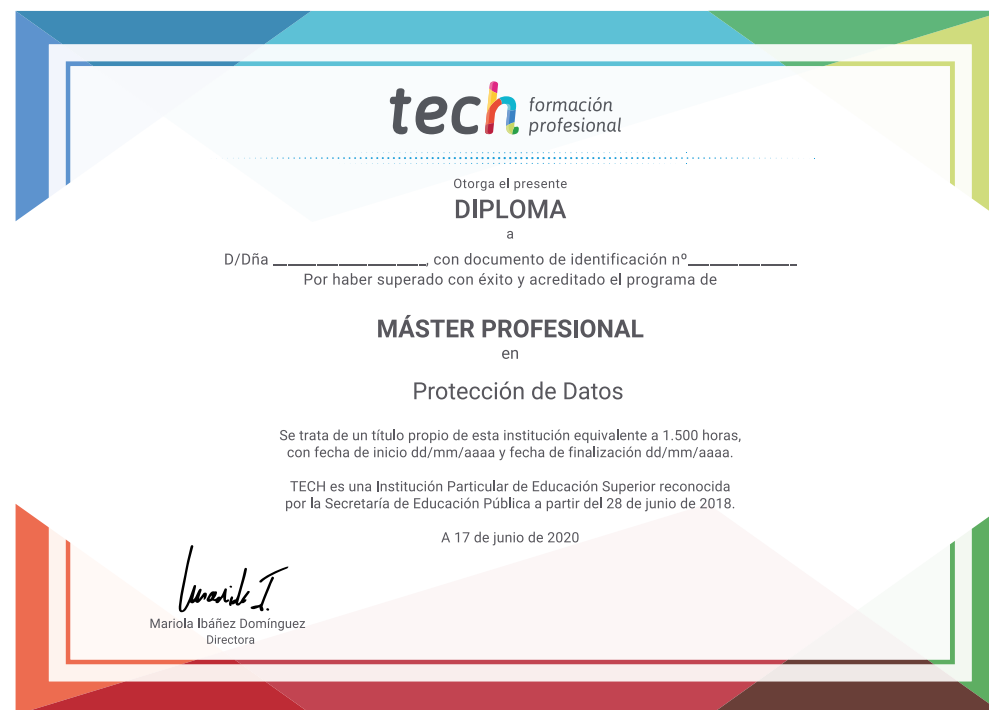 tech formación
profesional
Otorga el presente
DIPLOMA
a
D/Dña ____________________, con documento de identificación nº______________
Por haber superado con éxito y acreditado el programa de
MÁSTER PROFESIONAL
en
Protección de Datos
Se trata de un título propio de esta institución equivalente a 1.500 horas,
con fecha de inicio dd/mm/aaaa y fecha de finalización dd/mm/aaaa.
TECH es una Institución Particular de Educación Superior reconocida
por la Secretaría de Educación Pública a partir del 28 de junio de 2018.
A 17 de junio de 2020
Mariola Ibáñez Domínguez
Directora